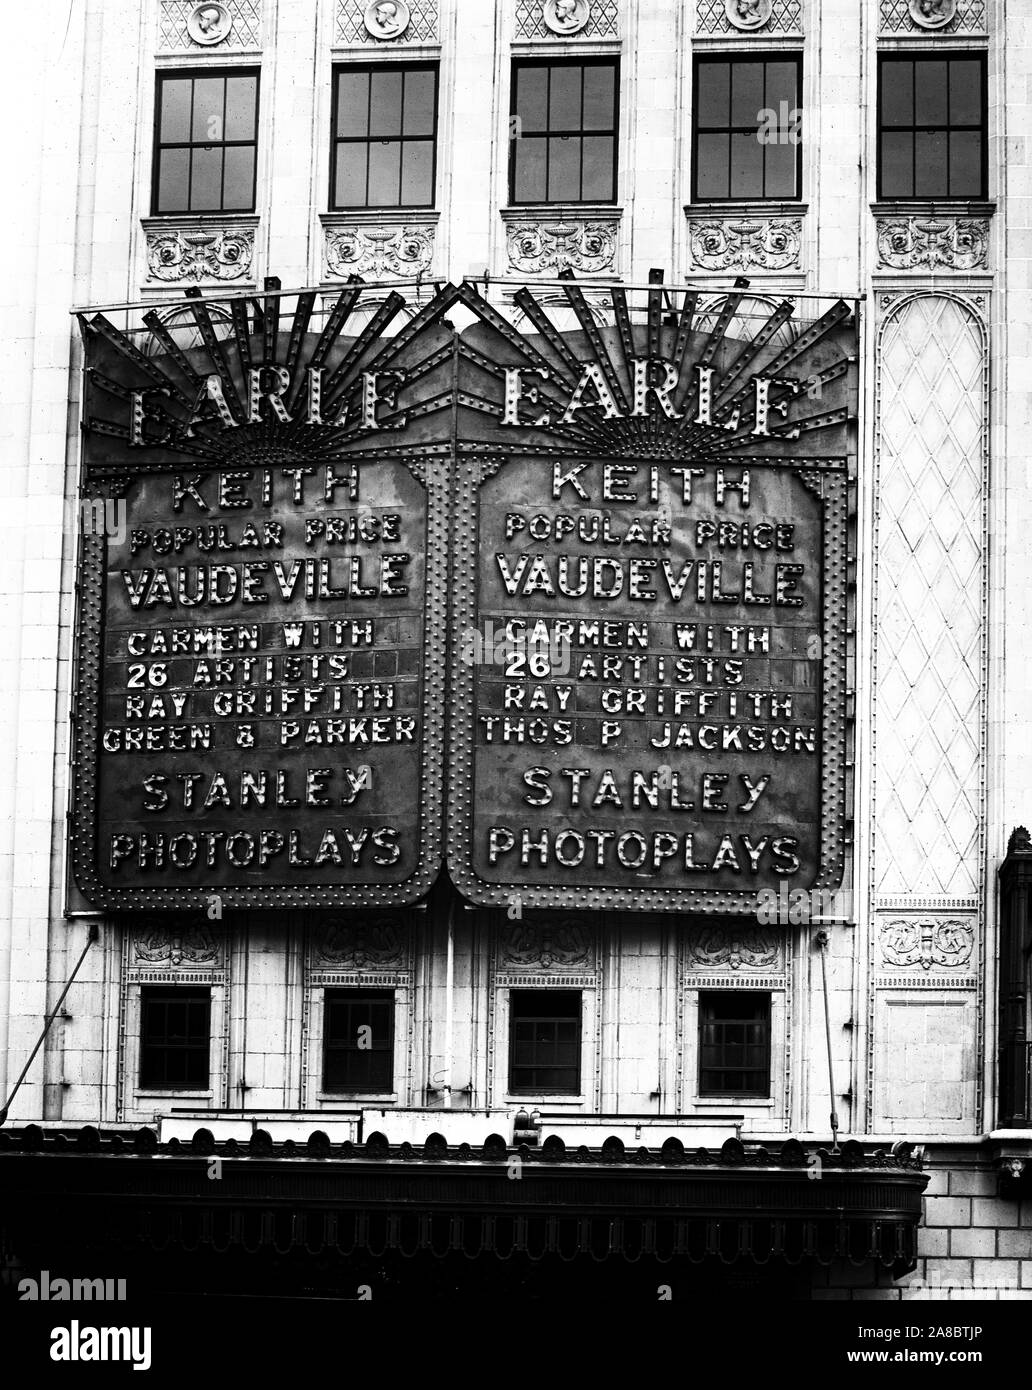 EARLE
KEITH
POPULAR PRICE
VAUDEVILLE
CARMEN WITH
26 ARTISTS
RAY GRIFFITH
GREEN & PARKER
STANLEY
PHOTOPLAYS
EARLE
KEITH
POPULAR PRICE
VAUDEVILLE
CARMEN WITH
26 ARTISTS
RAY GRIFFITH
THOS P JACKSON
STANLEY
PHOTOPLAYS
alamy
Image ID: 2A8BTJP
www.alamy.com